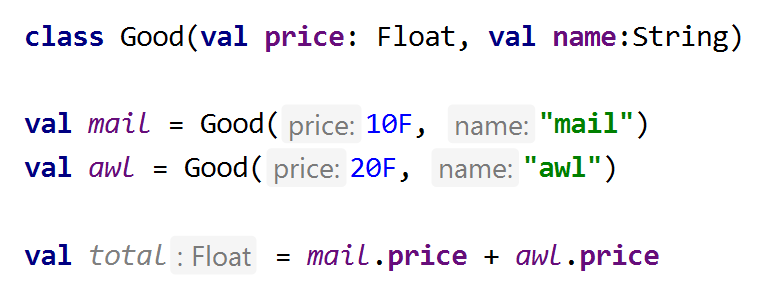 class Good(val price: Float, val name:String)
val mail = Good( price: 10F, name: "mail")
val awl = Good( price: 20F, name: "awl")
val total : Float = mail.price + awl.price